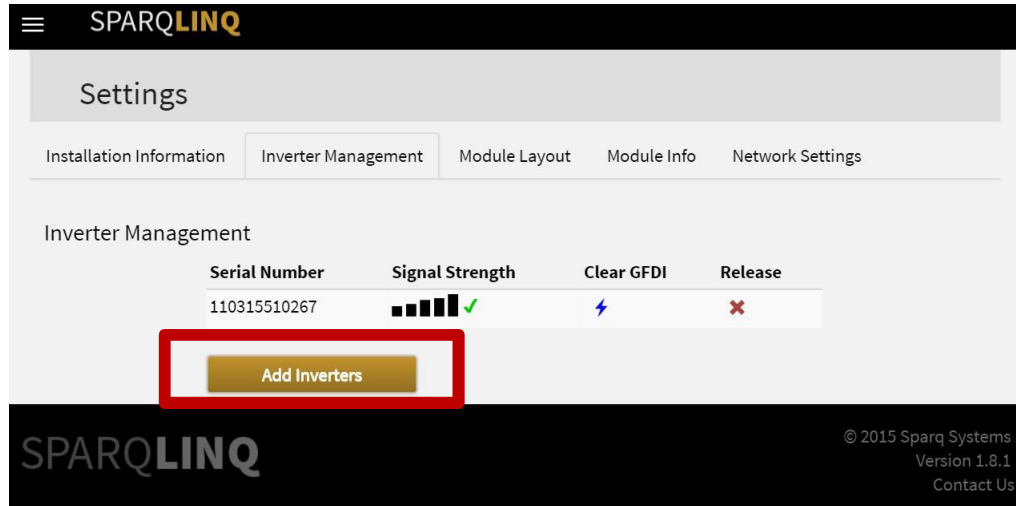 SPARQLINQ
Settings
Installation Information Inverter Management Module Layout Module Info Network Settings
Inverter Management
Serial Number Signal Strength Clear GFDI Release
110315510267
Add Inverters
SPARQLINQ
© 2015 Sparq Systems
Version 1.8.1
Contact Us